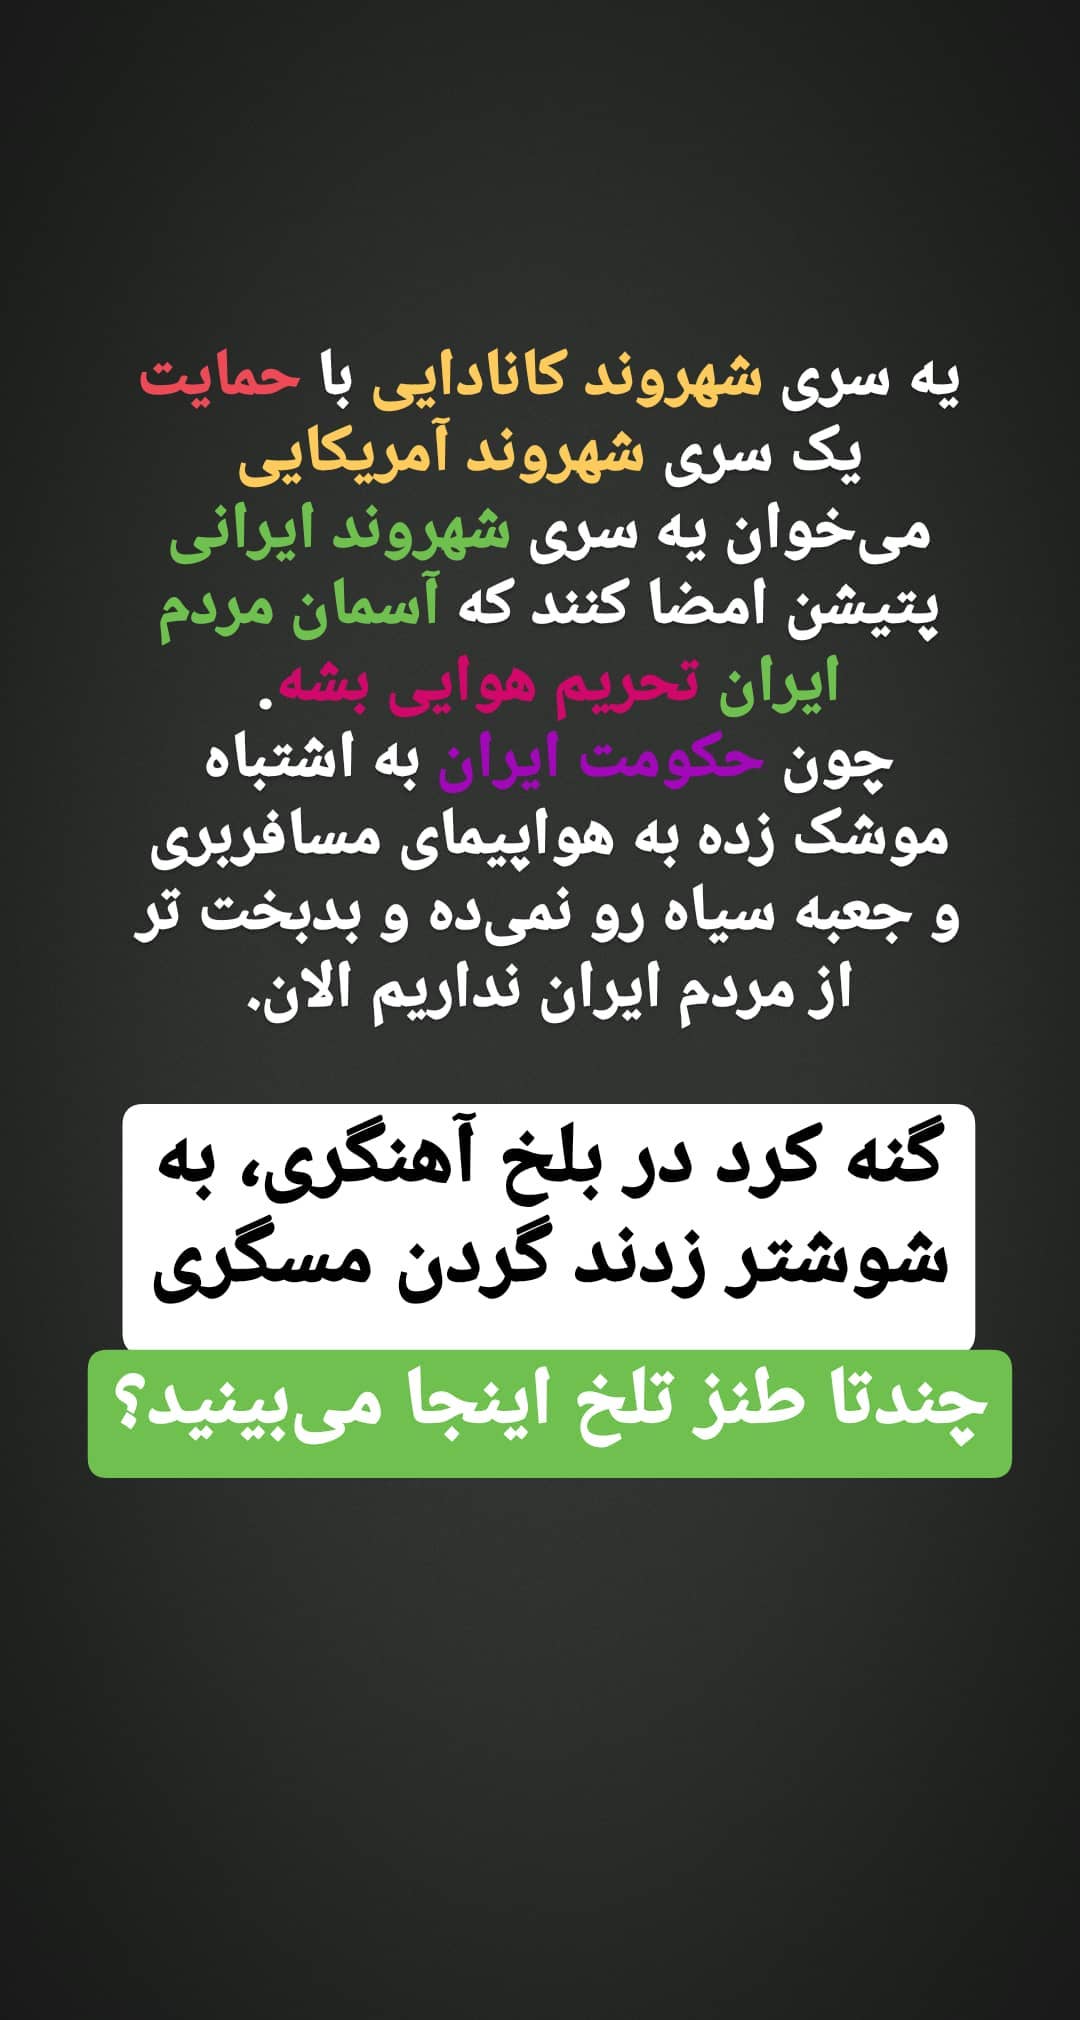 یه سری شهروند کانادایی با حمایت
یک سری شهروند آمریکایی
می‌خوان یه سری شهروند ایرانی
پتیشن امضا کنند که آسمان مردم
ایران تحریم هوایی بشه.
چون حکومت ایران به اشتباه
موشک زده به هواپیمای مسافربری
و جعبه سیاه رو نمی‌ده و بدبخت تر
از مردم ایران نداریم الان.
گنه کرد در بلخ آهنگری، به
شوشتر زدند گردن مسگری
چندتا طنز تلخ اینجا می‌بینید؟